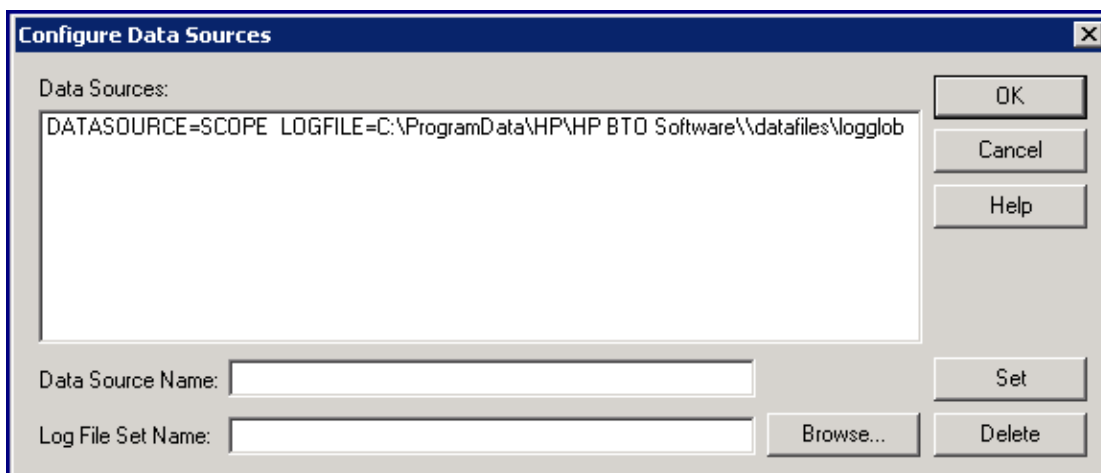 Configure Data Sources
Data Sources:
OK
DATASOURCE=SCOPE LOGFILE=C:\ProgramData\HP\HP BTO Software\\datafiles\logglob
Cancel
Help
Data Source Name:
Set
Log File Set Name:
Browse...
Delete